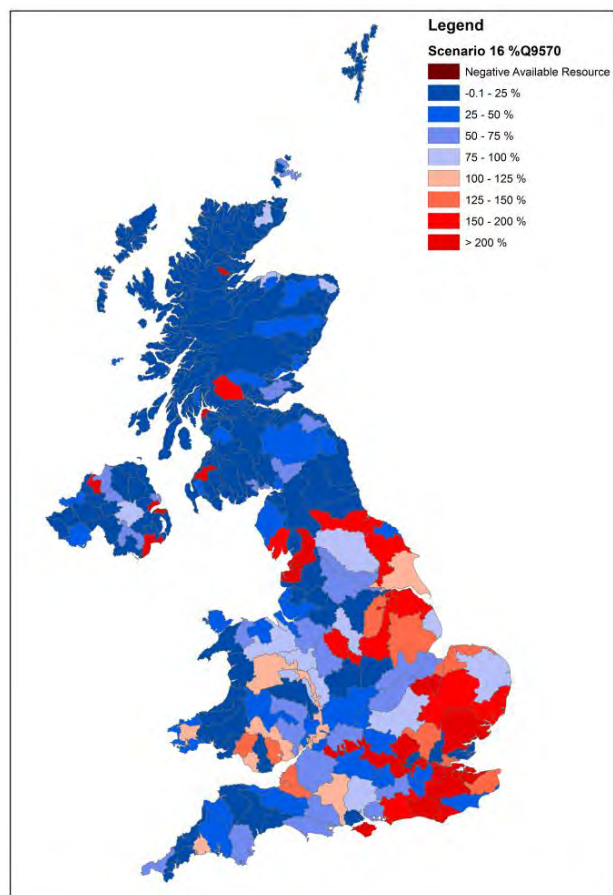 Legend
Scenario 16 %Q9570
Negative Available Resource
-0.1 - 25 %
25 - 50 %
50 - 75 %
75 - 100 %
100 - 125 %
125 - 150 %
150 - 200 %
> 200 %